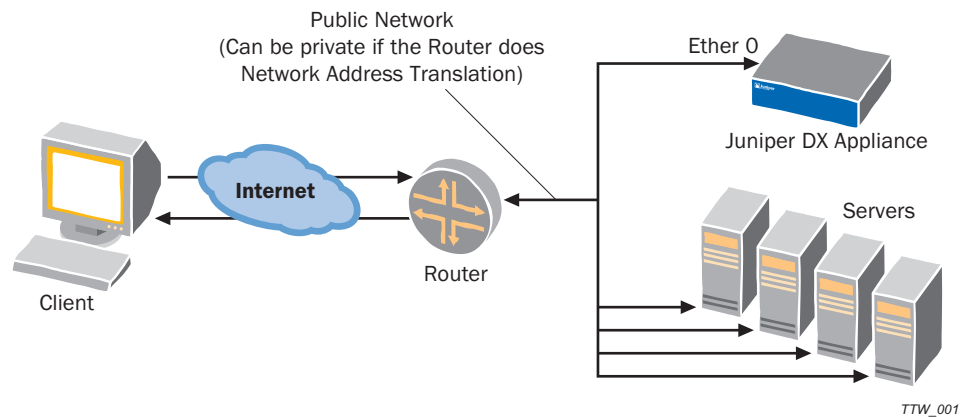 Public Network
(Can be private if the Router does
Network Address Translation)
Ether 0
Juniper DX Appliance
Internet
Servers
Router
Client
TTW_001